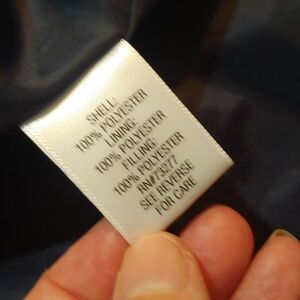 SHELL:
100% POLYESTER
LINING:
100% POLYESTER
FILLING:
100% POLYESTER
RN#73277
SEE REVERSE
FOR CARE